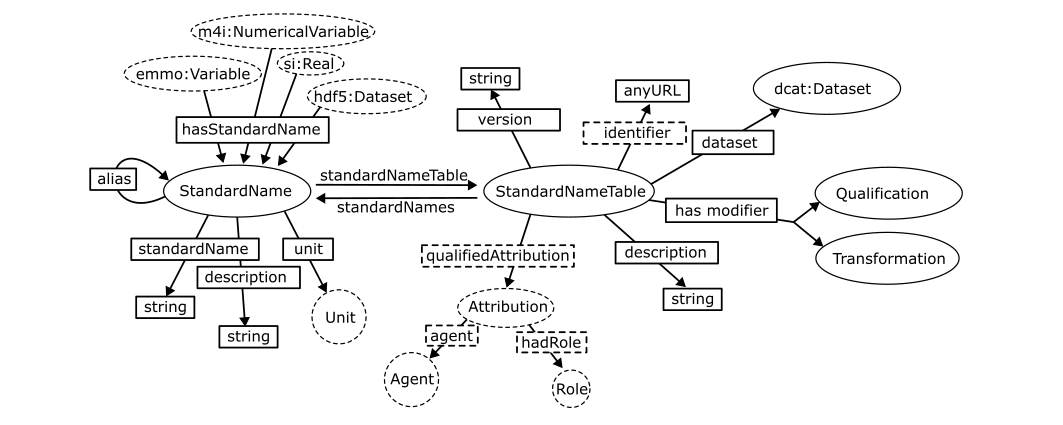 m4i:NumericalVariable
si:Real
emmo:Variable
hdf5:Dataset
hasStandardName
alias
StandardName
standardName
description
unit
string
string
Unit
standardNameTable
standardNames
string
version
anyURL
identifier
dcat:Dataset
dataset
StandardNameTable
has modifier
Qualification
Transformation
qualifiedAttribution
description
string
Attribution
agent
hadRole
Agent
Role